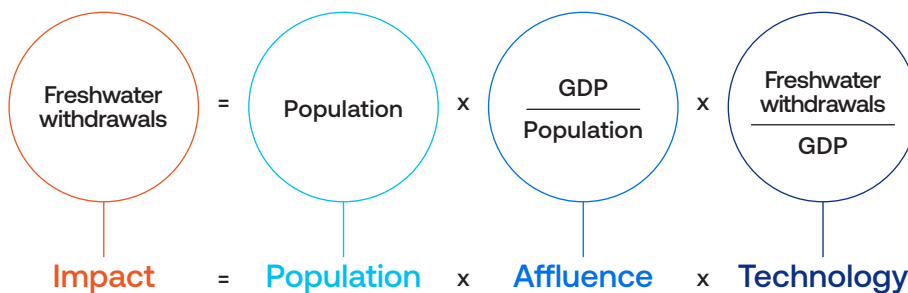 Freshwater
withdrawals
=
Population
x
GDP
Population
x
Freshwater
withdrawals
GDP
Impact = Population x Affluence x Technology